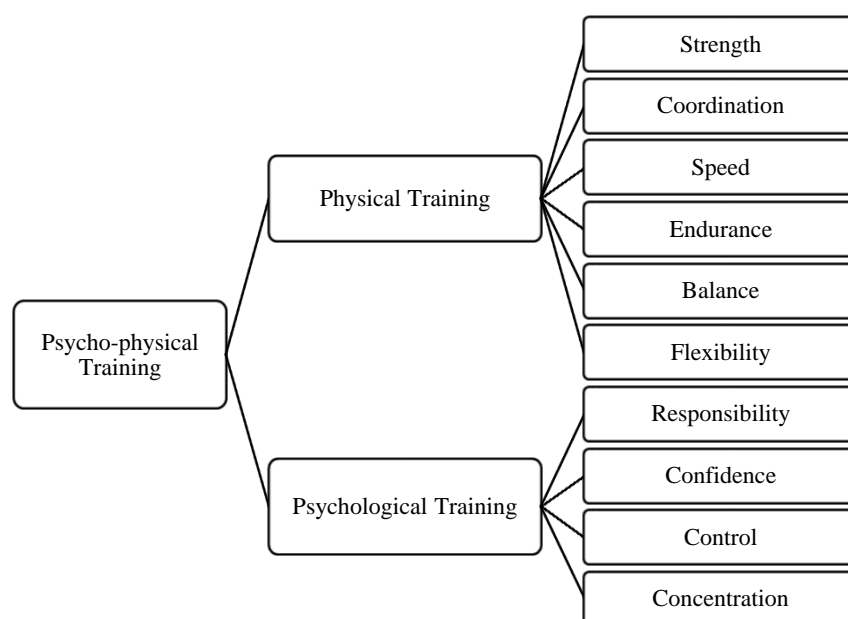 Strength
Coordination
Speed
Physical Training
Endurance
Balance
Psycho-physical
Training
Flexibility
Responsibility
Confidence
Psychological Training
Control
Concentration